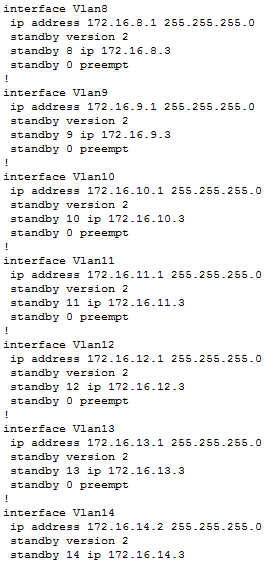 interface Vlan8
ip address 172.16.8.1 255.255.255.0
standby version 2
standby 8 ip 172.16.8.3
standby 0 preempt
!
interface Vlan9
ip address 172.16.9.1 255.255.255.0
standby version 2
standby 9 ip 172.16.9.3
standby 0 preempt
!
interface Vlan10
ip address 172.16.10.1 255.255.255.0
standby version 2
standby 10 ip 172.16.10.3
standby 0 preempt
!
interface Vlan11
ip address 172.16.11.1 255.255.255.0
standby version 2
standby 11 ip 172.16.11.3
standby 0 preempt
!
interface Vlan12
ip address 172.16.12.1 255.255.255.0
standby version 2
standby 12 ip 172.16.12.3
standby 0 preempt
!
interface Vlan13
ip address 172.16.13.1 255.255.255.0
standby version 2
standby 13 ip 172.16.13.3
standby 0 preempt
!
interface Vlan14
ip address 172.16.14.2 255.255.255.0
standby version 2
standby 14 ip 172.16.14.3